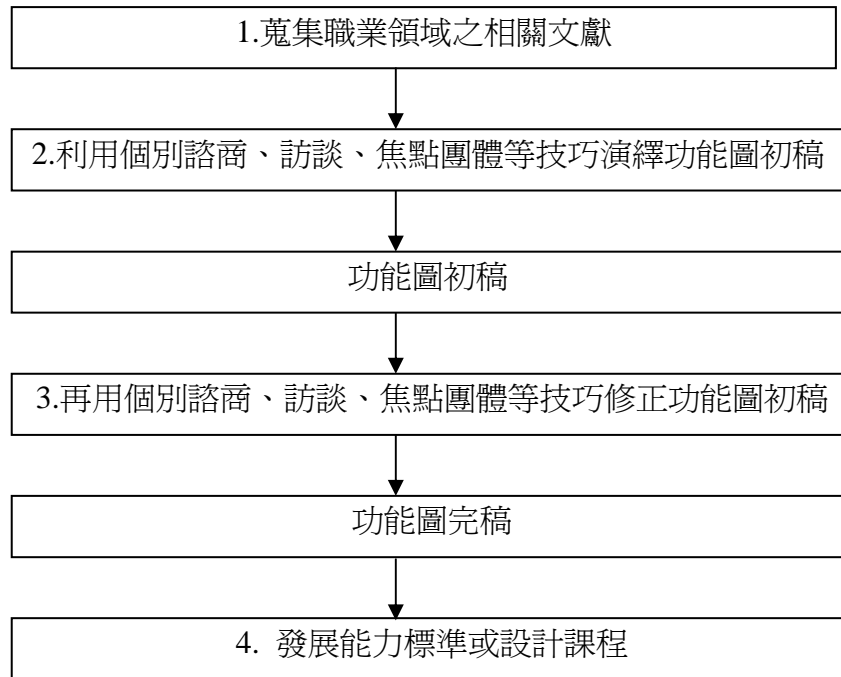 1.蒐集職業領域之相關文獻
2.利用個別諮商、訪談、焦點團體等技巧演繹功能圖初稿
功能圖初稿
3.再用個別諮商、訪談、焦點團體等技巧修正功能圖初稿
功能圖完稿
4. 發展能力標準或設計課程